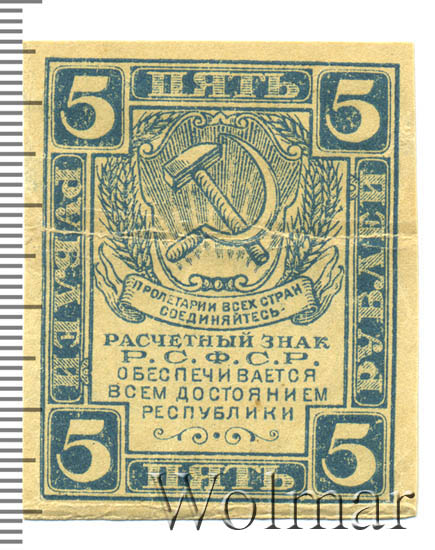 5 ПЯТЬ 5
РУБЛЕЙ
РУБЛЕЙ
ПРОЛЕТАРИИ ВСЕХ СТРАН
СОЕДИНЯЙТЕСЬ.
РАСЧЕТНЫЙ ЗНАК
Р.С.Ф.С.Р.
ОБЕСПЕЧИВАЕТСЯ
ВСЕМ ДОСТОЯНИЕМ
РЕСПУБЛИКИ
5 ПЯТЬ 5
Wolmar